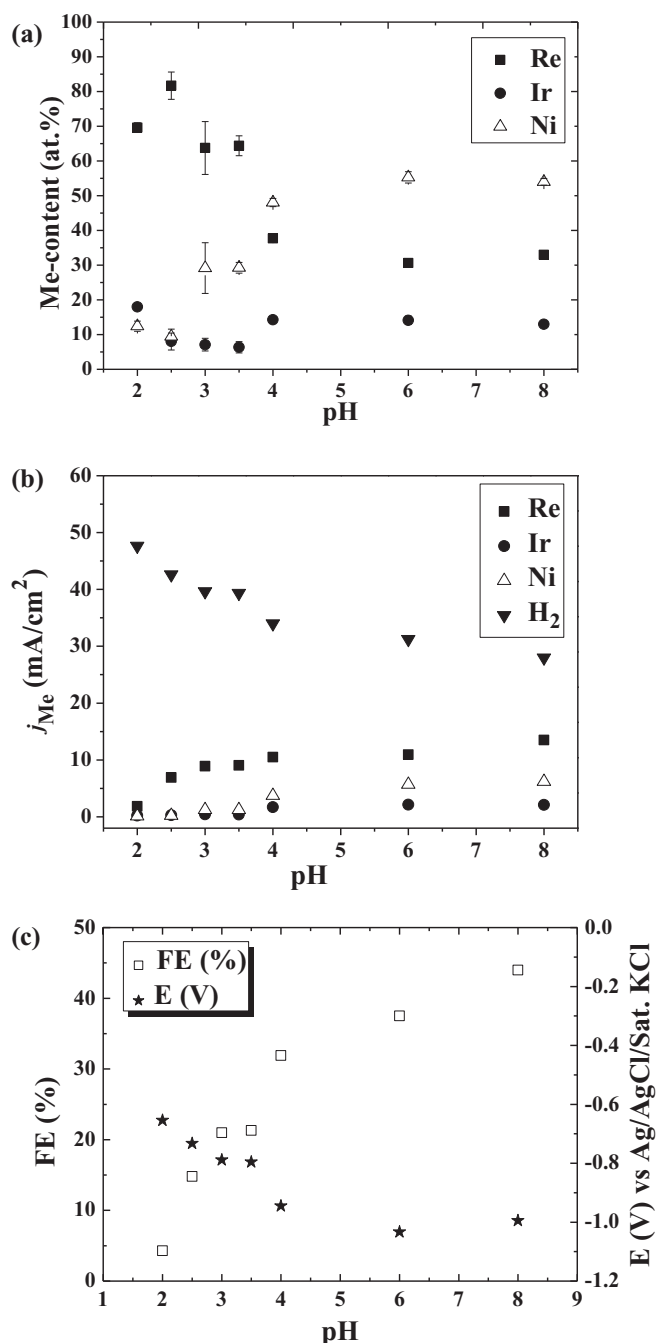 (a)
100
90
80
70
60
50
40
30
20
10
0
Me-content (at.%)
Re
Ir
Ni
2 3 4 5 6 7 8
pH
(b)
60
50
40
30
20
10
0
jMe (mA/cm²)
Re
Ir
Ni
H₂
2 3 4 5 6 7 8
pH
(c)
50
40
30
20
10
0
FE (%)
FE (%)
E (V)
0.0
-0.2
-0.4
-0.6
-0.8
-1.0
-1.2
E (V) vs Ag/AgCl/Sat. KCl
1 2 3 4 5 6 7 8 9
pH